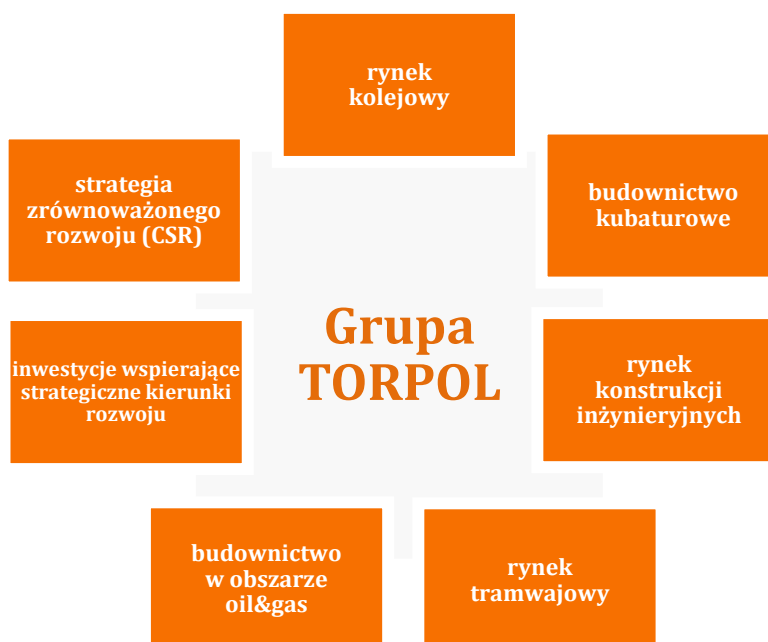 rynek
kolejowy
budownictwo
kubaturowe
rynek
konstrukcji
inżynieryjnych
rynek
tramwajowy
budownictwo
w obszarze
oil&gas
inwestycje wspierające
strategiczne kierunki
rozwoju
strategia
zrównoważonego
rozwoju (CSR)
Grupa
TORPOL